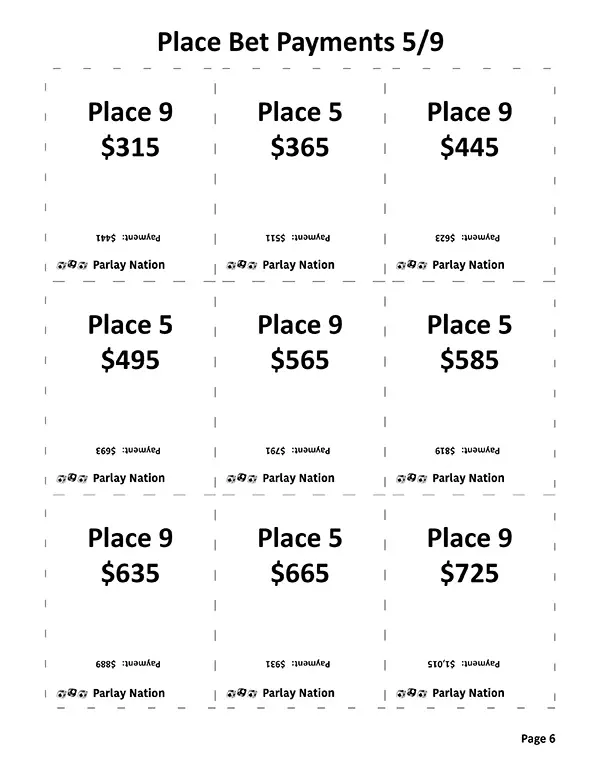 Place Bet Payments 5/9
Place 9
$315
Payment: $441
Parlay Nation
Place 5
$365
Payment: $511
Parlay Nation
Place 9
$445
Payment: $623
Parlay Nation
Place 5
$495
Payment: $693
Parlay Nation
Place 9
$565
Payment: $791
Parlay Nation
Place 5
$585
Payment: $819
Parlay Nation
Place 9
$635
Payment: $889
Parlay Nation
Place 5
$665
Payment: $931
Parlay Nation
Place 9
$725
Payment: $1,015
Parlay Nation
Page 6